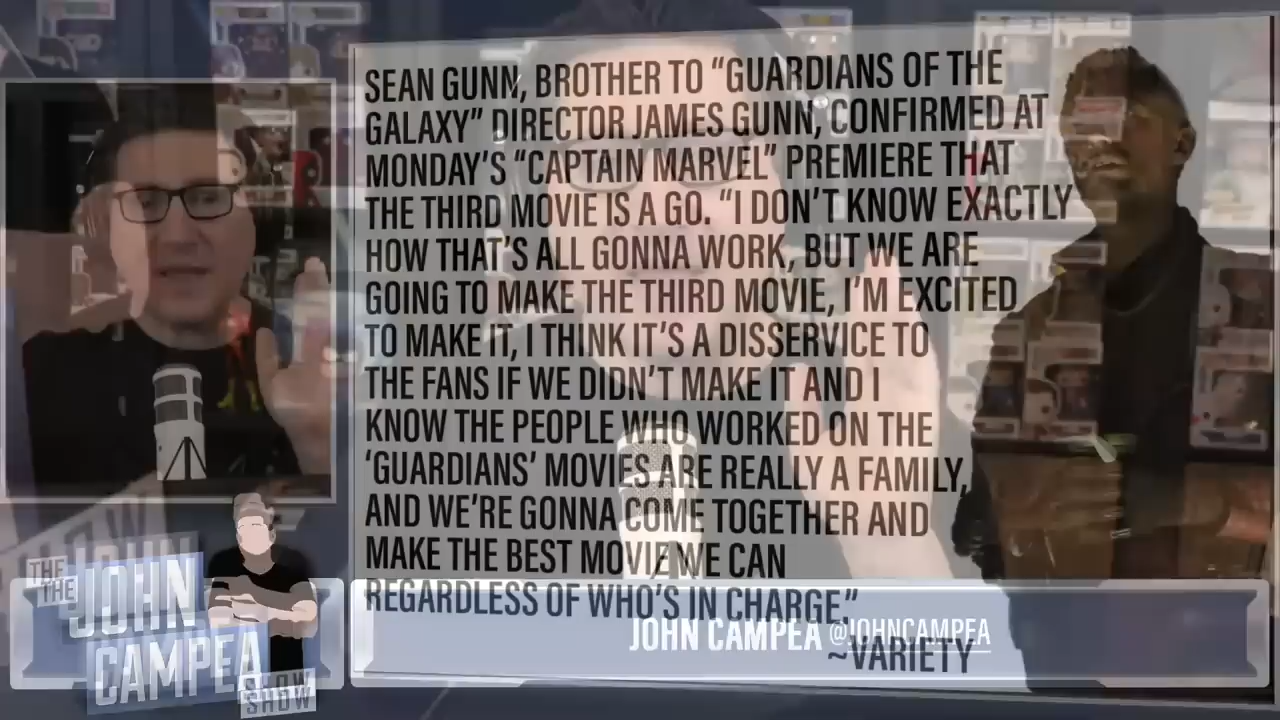 SEAN GUNN, BROTHER TO “GUARDIANS OF THE
GALAXY” DIRECTOR JAMES GUNN, CONFIRMED AT
MONDAY’S “CAPTAIN MARVEL” PREMIERE THAT
THE THIRD MOVIE IS A GO. “I DON’T KNOW EXACTLY
HOW THAT’S ALL GONNA WORK, BUT WE ARE
GOING TO MAKE THE THIRD MOVIE, I’M EXCITED
TO MAKE IT, I THINK IT’S A DISSERVICE TO
THE FANS IF WE DIDN’T MAKE IT AND I
KNOW THE PEOPLE WHO WORKED ON THE
‘GUARDIANS’ MOVIES ARE REALLY A FAMILY,
AND WE’RE GONNA COME TOGETHER AND
MAKE THE BEST MOVIE WE CAN
REGARDLESS OF WHO’S IN CHARGE.”
~VARIETY
JOHN CAMPEA @JOHNCAMPEA
THE
THE
JOHN
CAMPEA
SHOW
SHOW